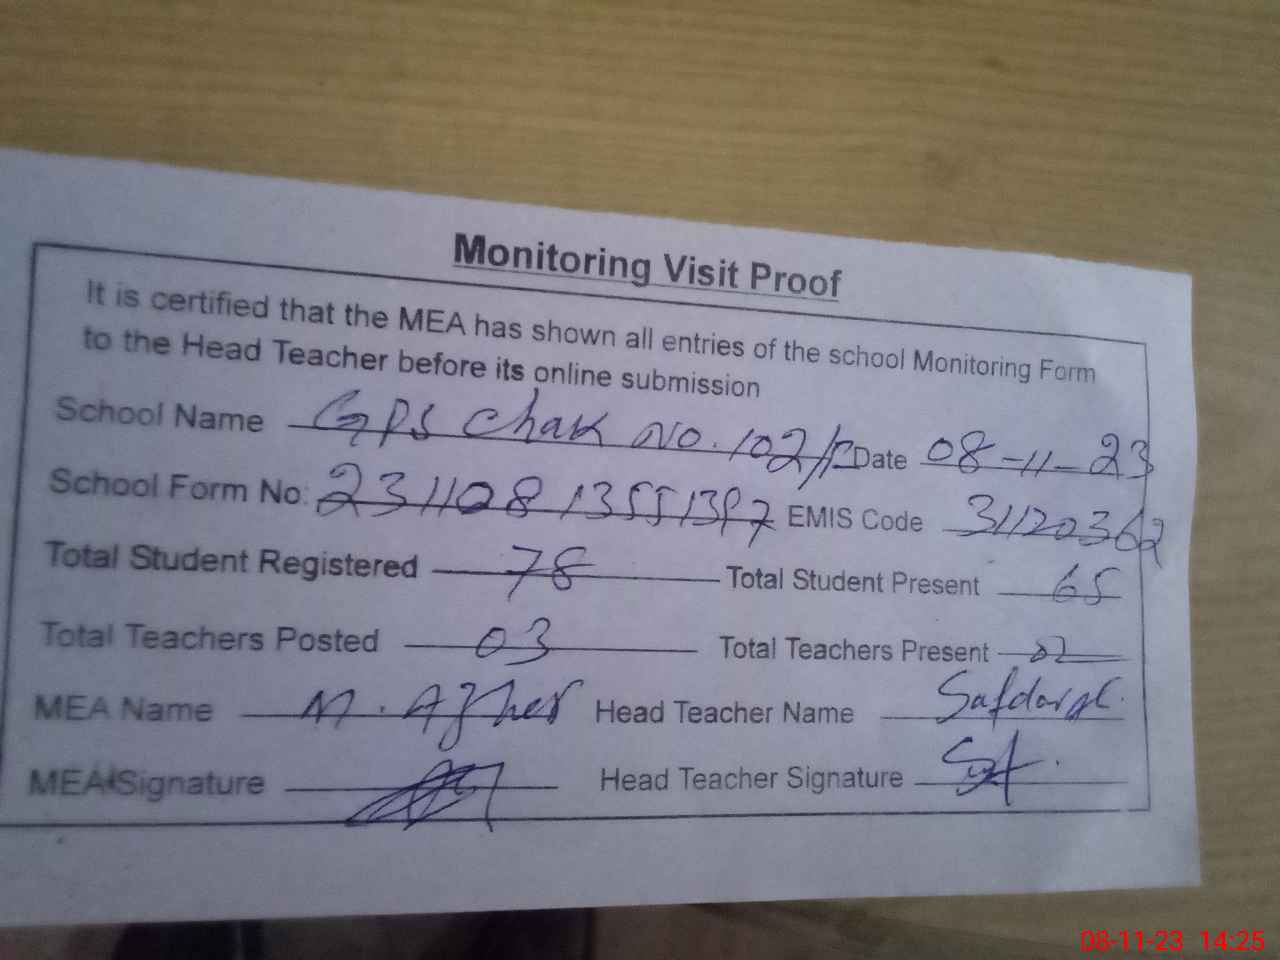 Monitoring Visit Proof
It is certified that the MEA has shown all entries of the school Monitoring Form
to the Head Teacher before its online submission
School Name GPS Chak No. 102/P Date 08-11-23
School Form No: EMIS Code 31120362
Total Student Registered 78 Total Student Present 65
Total Teachers Posted 03 Total Teachers Present 02
MEA Name M. Azher Head Teacher Name
MEA Signature Head Teacher Signature
08-11-23 14:25